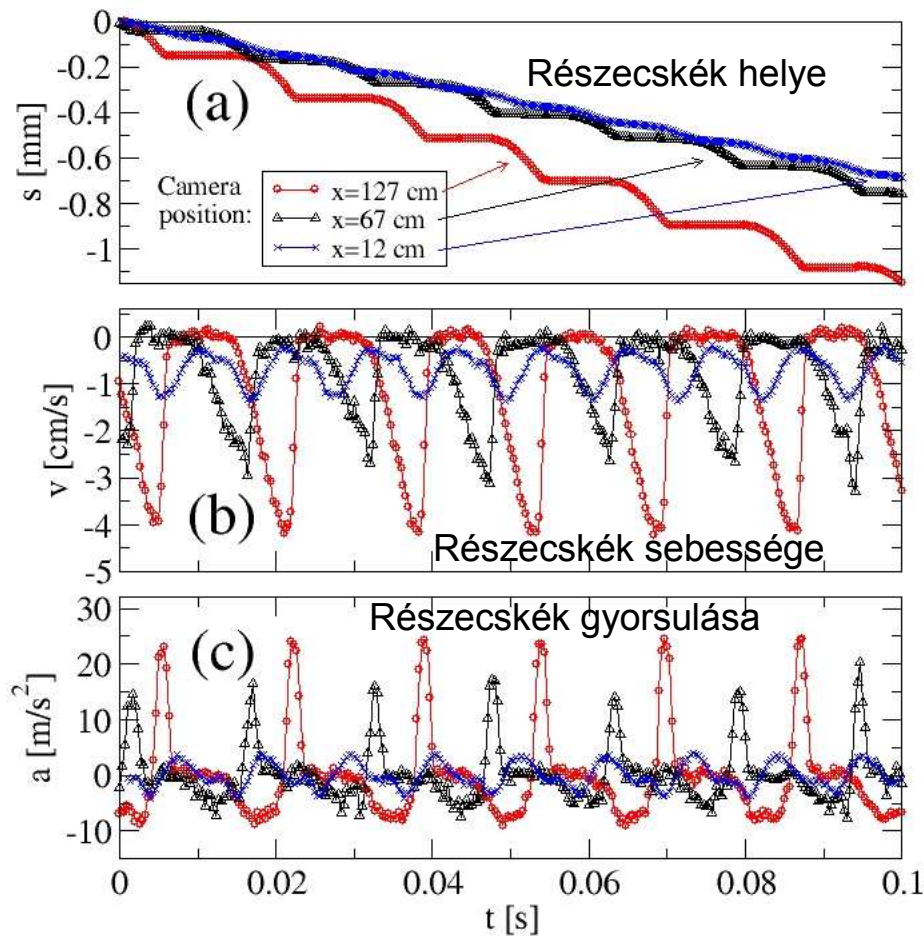 0
-0.2
-0.4
-0.6
-0.8
-1
s [mm]
(a)
Részecskék helye
Camera
position:
x=127 cm
x=67 cm
x=12 cm
0
-1
-2
-3
-4
-5
v [cm/s]
(b)
Részecskék sebessége
30
20
10
0
-10
a [m/s²]
(c)
Részecskék gyorsulása
0 0.02 0.04 0.06 0.08 0.1
t [s]